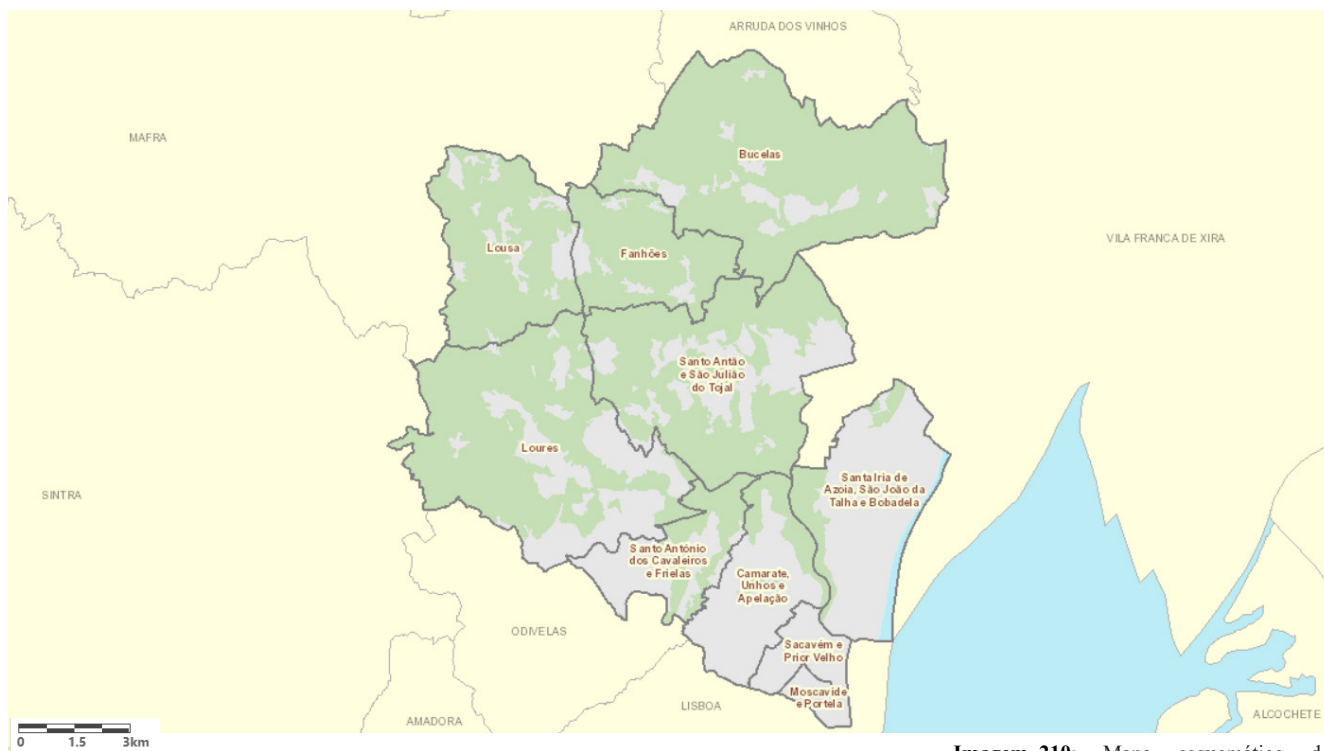 ARRUDA DOS VINHOS
MAFRA
Bucelas
VILA FRANCA DE XIRA
Lousa
Fanhões
Santo Antão
e São Julião
do Tojal
Loures
SINTRA
Santa Iria de
Azoia, São João da
Talha e Bobadela
Santo António
dos Cavaleiros
e Frielas
Camarate,
Unhos e
Apelação
ODIVELAS
Sacavém e
Prior Velho
Moscavide
e Portela
LISBOA
AMADORA
ALCOCHETE
0 1.5 3km
Imagem 210: Mapa esquemático d